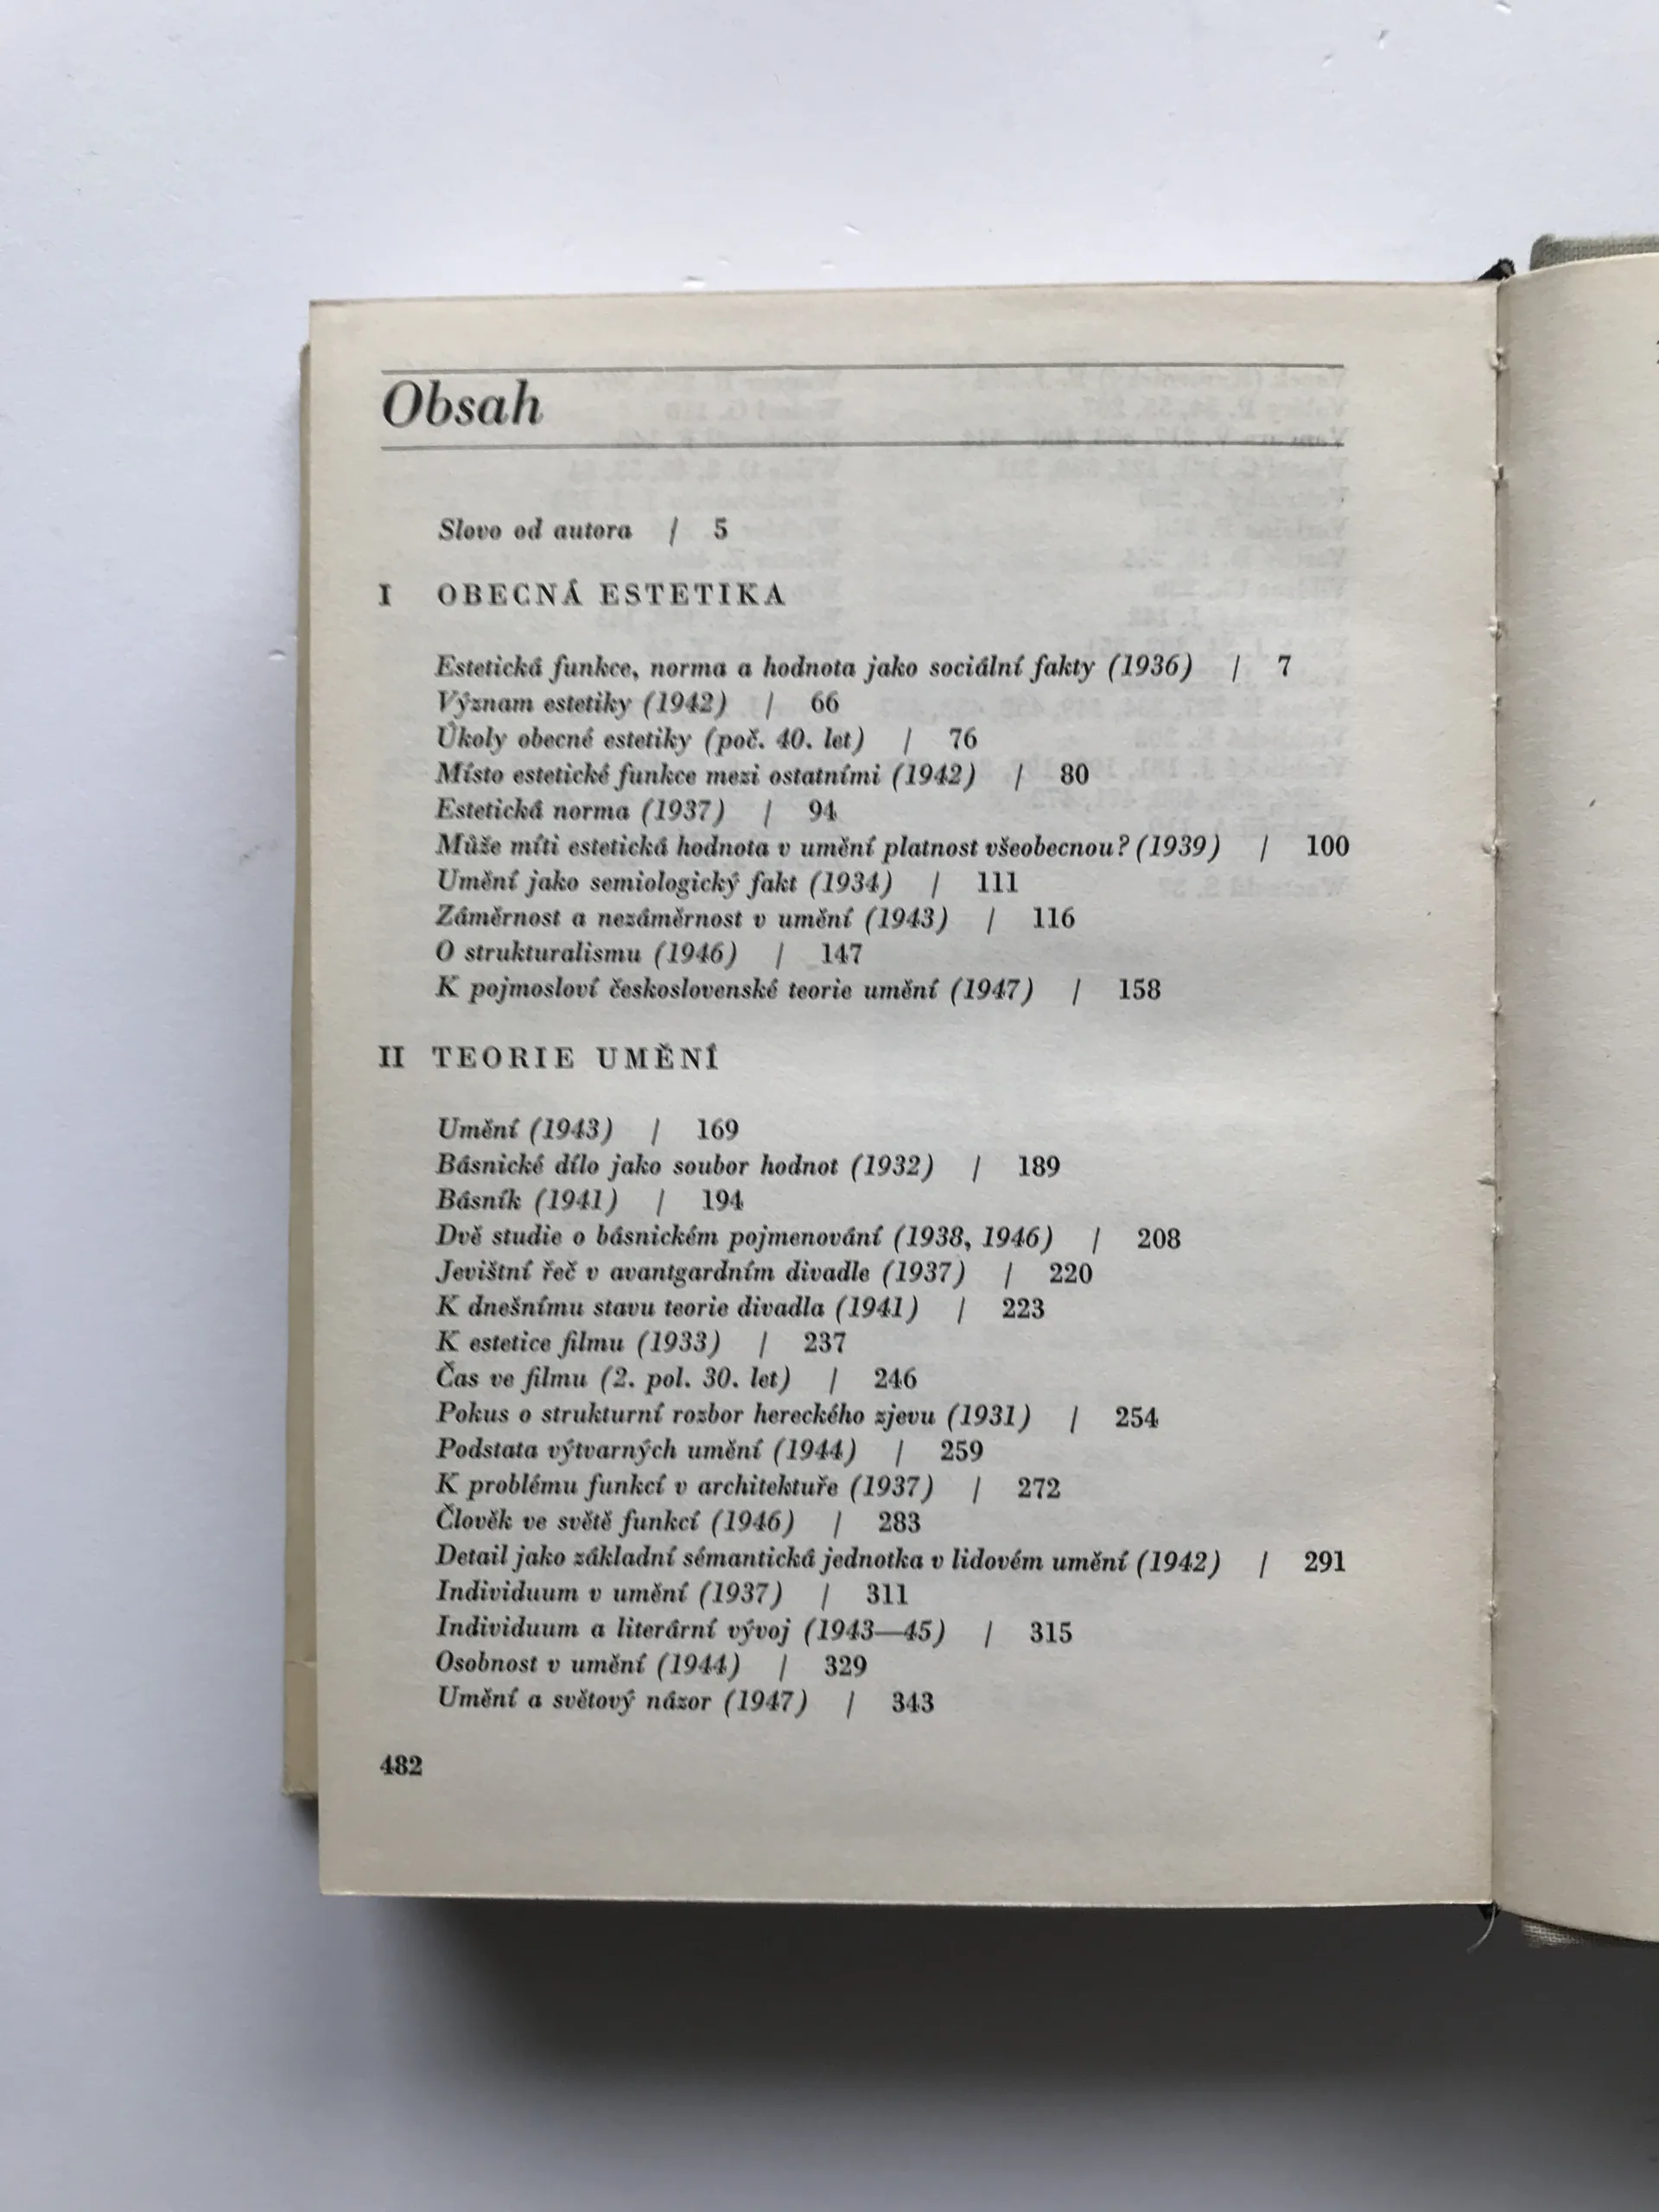 Obsah
Slovo od autora / 5
I OBECNÁ ESTETIKA
Estetická funkce, norma a hodnota jako sociální fakty (1936) / 7
Význam estetiky (1942) / 66
Úkoly obecné estetiky (poč. 40. let) / 76
Místo estetické funkce mezi ostatními (1942) / 80
Estetická norma (1937) / 94
Může míti estetická hodnota v umění platnost všeobecnou? (1939) / 100
Umění jako semiologický fakt (1934) / 111
Záměrnost a nezáměrnost v umění (1943) / 116
O strukturalismu (1946) / 147
K pojmosloví československé teorie umění (1947) / 158
II TEORIE UMĚNÍ
Umění (1943) / 169
Básnické dílo jako soubor hodnot (1932) / 189
Básník (1941) / 194
Dvě studie o básnickém pojmenování (1938, 1946) / 208
Jevištní řeč v avantgardním divadle (1937) / 220
K dnešnímu stavu teorie divadla (1941) / 223
K estetice filmu (1933) / 237
Čas ve filmu (2. pol. 30. let) / 246
Pokus o strukturní rozbor hereckého zjevu (1931) / 254
Podstata výtvarných umění (1944) / 259
K problému funkcí v architektuře (1937) / 272
Člověk ve světě funkcí (1946) / 283
Detail jako základní sémantická jednotka v lidovém umění (1942) / 291
Individuum v umění (1937) / 311
Individuum a literární vývoj (1943—45) / 315
Osobnost v umění (1944) / 329
Umění a světový názor (1947) / 343
482